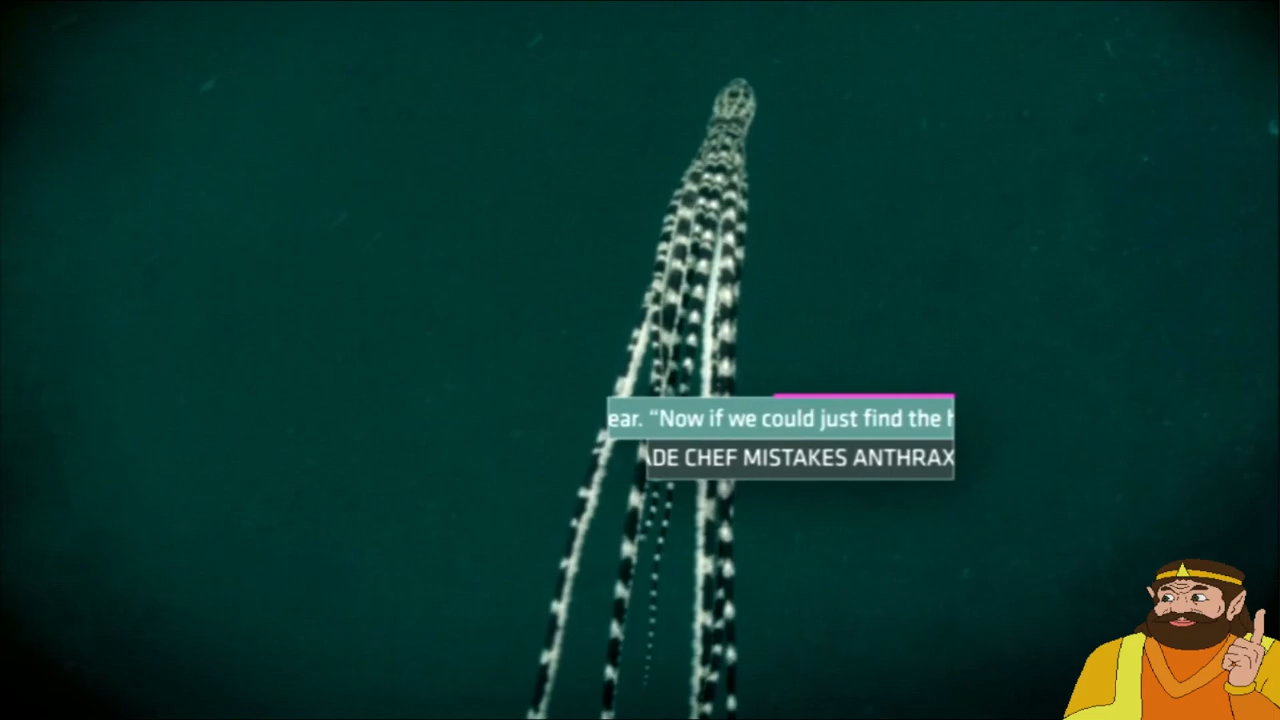 ear. “Now if we could just find the
DE CHEF MISTAKES ANTHRAX